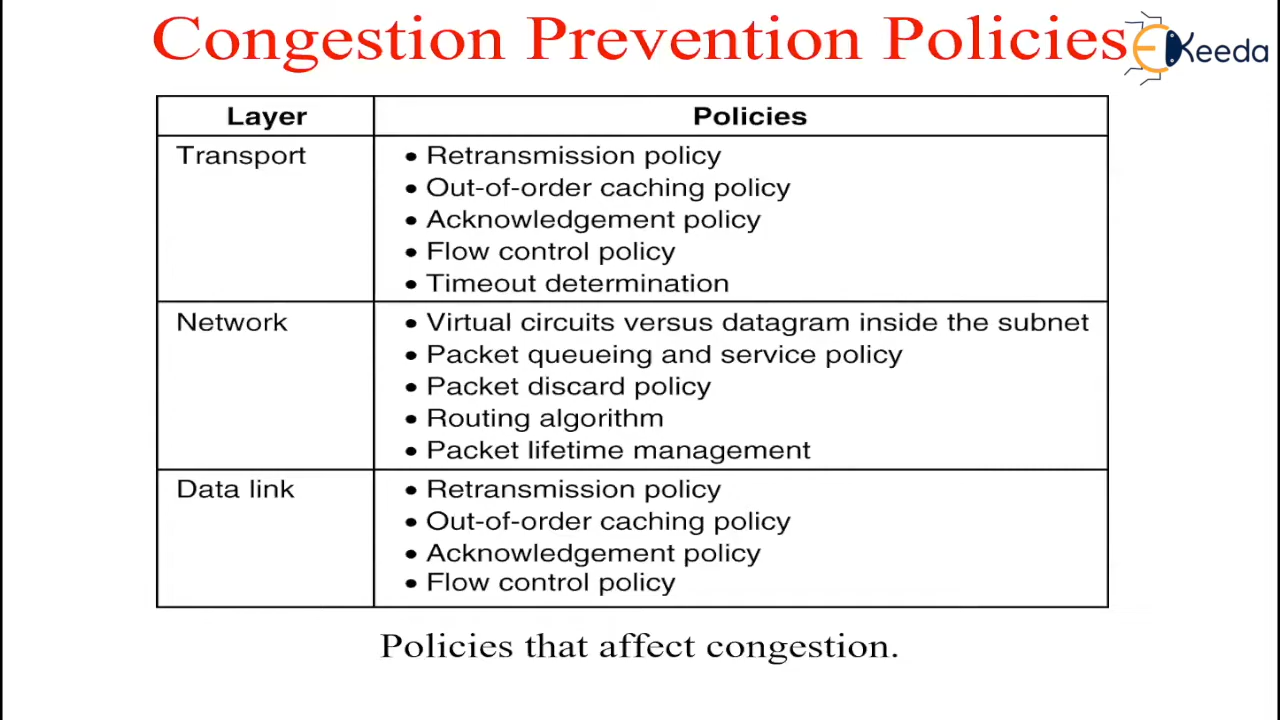 Congestion Prevention Policies
EKeeda
Layer Policies
Transport • Retransmission policy
• Out-of-order caching policy
• Acknowledgement policy
• Flow control policy
• Timeout determination
Network • Virtual circuits versus datagram inside the subnet
• Packet queueing and service policy
• Packet discard policy
• Routing algorithm
• Packet lifetime management
Data link • Retransmission policy
• Out-of-order caching policy
• Acknowledgement policy
• Flow control policy
Policies that affect congestion.